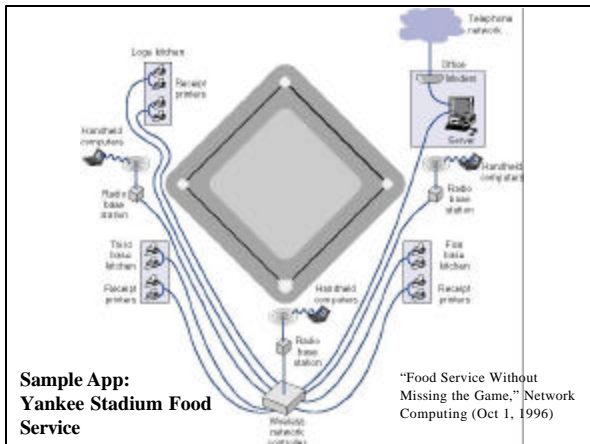 Telephone
network
Loge kitchen
Office
Modem
Receipt
printers
Server
Handheld
computers
Handheld
computers
Radio
base
station
Radio
base
station
Third
base
kitchen
First
base
kitchen
Receipt
printers
Handheld
computers
Receipt
printers
Radio
base
station
Sample App:
Yankee Stadium Food
Service
Wireless
network
controller
"Food Service Without
Missing the Game," Network
Computing (Oct 1, 1996)